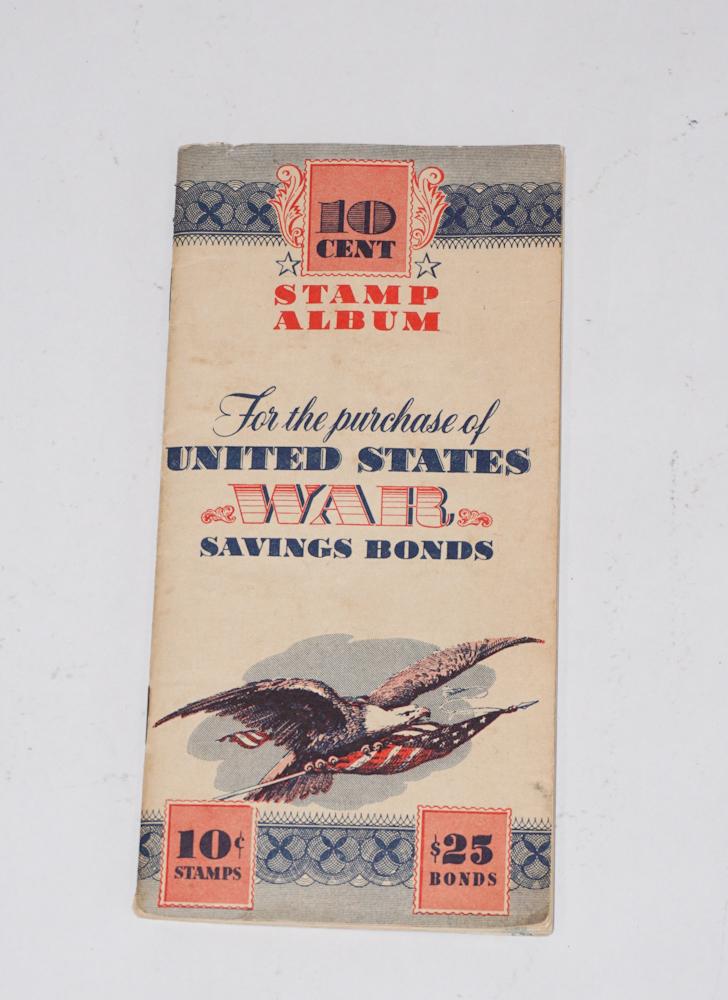 10
CENT
STAMP
ALBUM
For the purchase of
UNITED STATES
WAR
SAVINGS BONDS
10¢
STAMPS
$25
BONDS